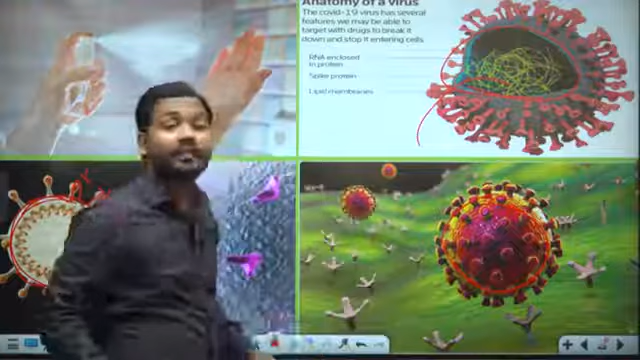 Anatomy of a virus
The covid-19 virus has several
features we may be able to
target with drugs to break it
down and stop it entering cells
RNA enclosed
in protein
Spike protein
Lipid membranes